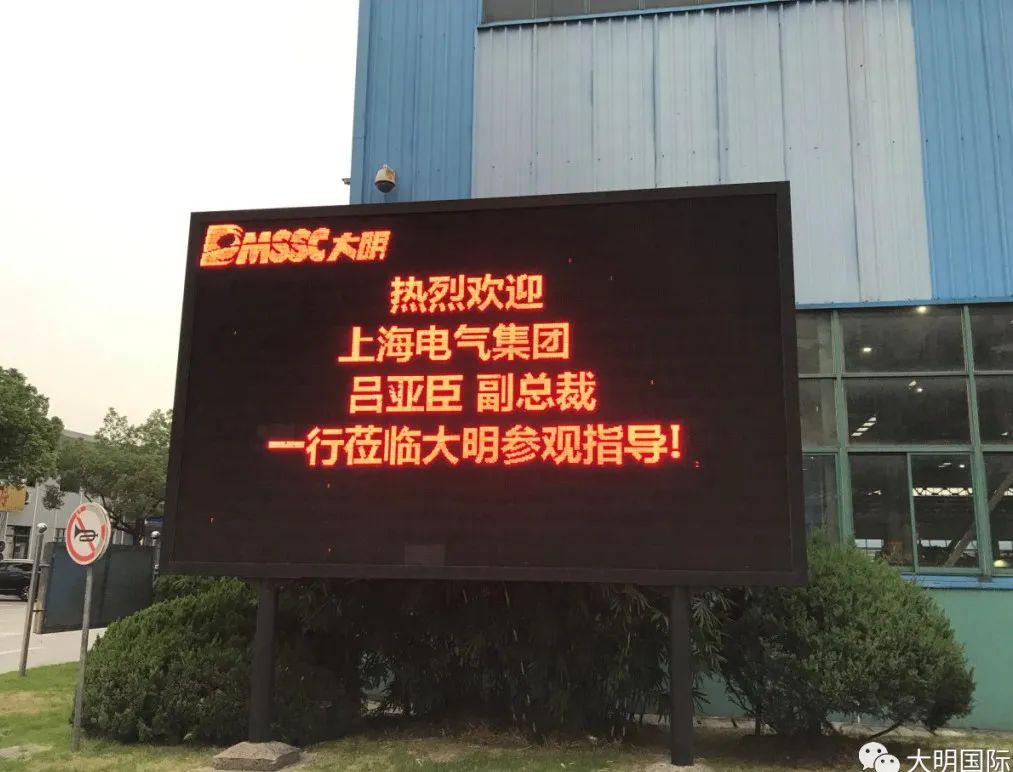 DMSSC大明
热烈欢迎
上海电气集团
吕亚臣 副总裁
一行莅临大明参观指导!
大明国际